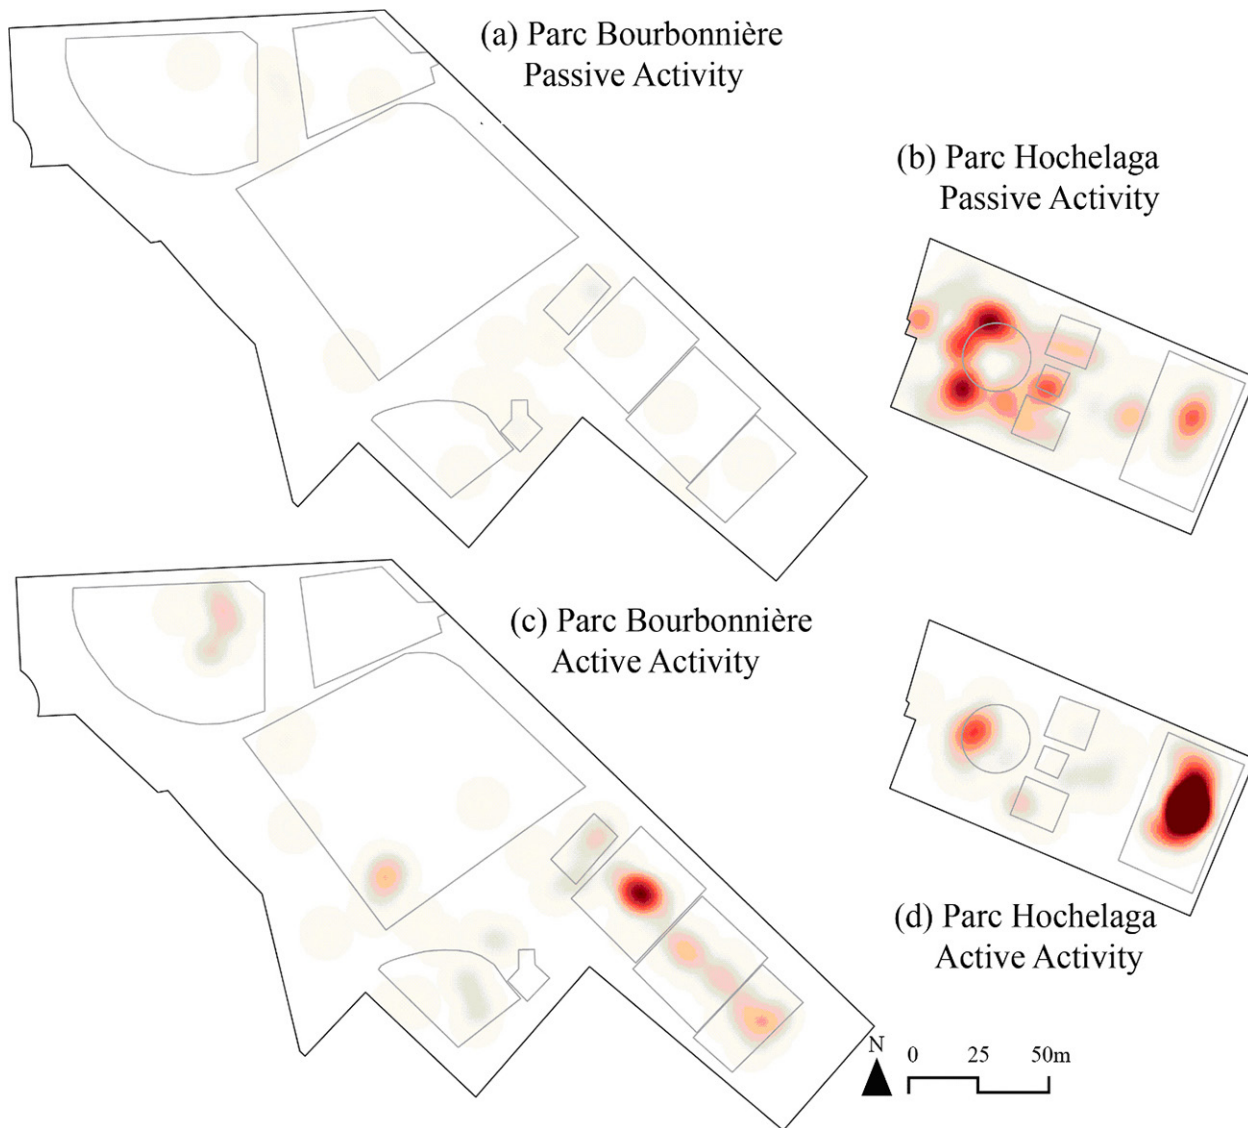 (a) Parc Bourbonnière
Passive Activity
(b) Parc Hochelaga
Passive Activity
(c) Parc Bourbonnière
Active Activity
(d) Parc Hochelaga
Active Activity
N
0 25 50m